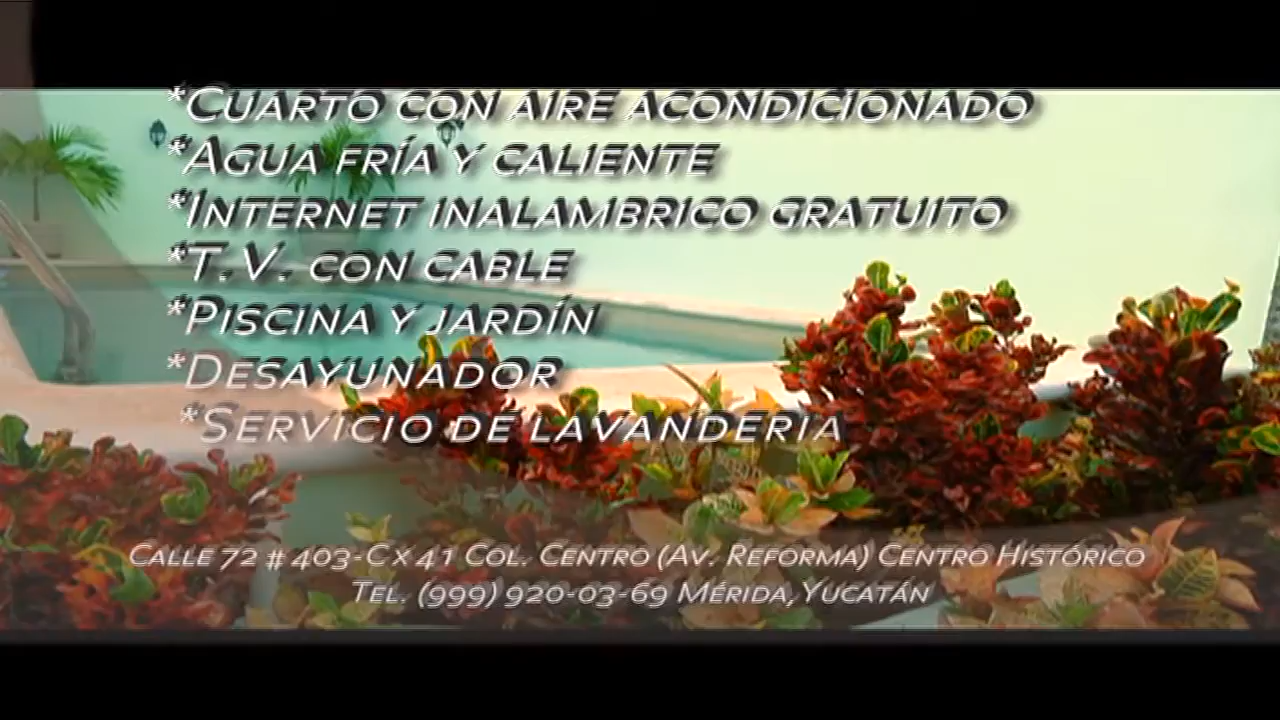 *Cuarto con aire acondicionado
*Agua fría y caliente
*Internet inalambrico gratuito
*T.V. con cable
*Piscina y jardín
*Desayunador
*Servicio de lavanderia
Calle 72 # 403-C x 41 Col. Centro (Av. Reforma) Centro Histórico
Tel. (999) 920-03-69 Mérida, Yucatán